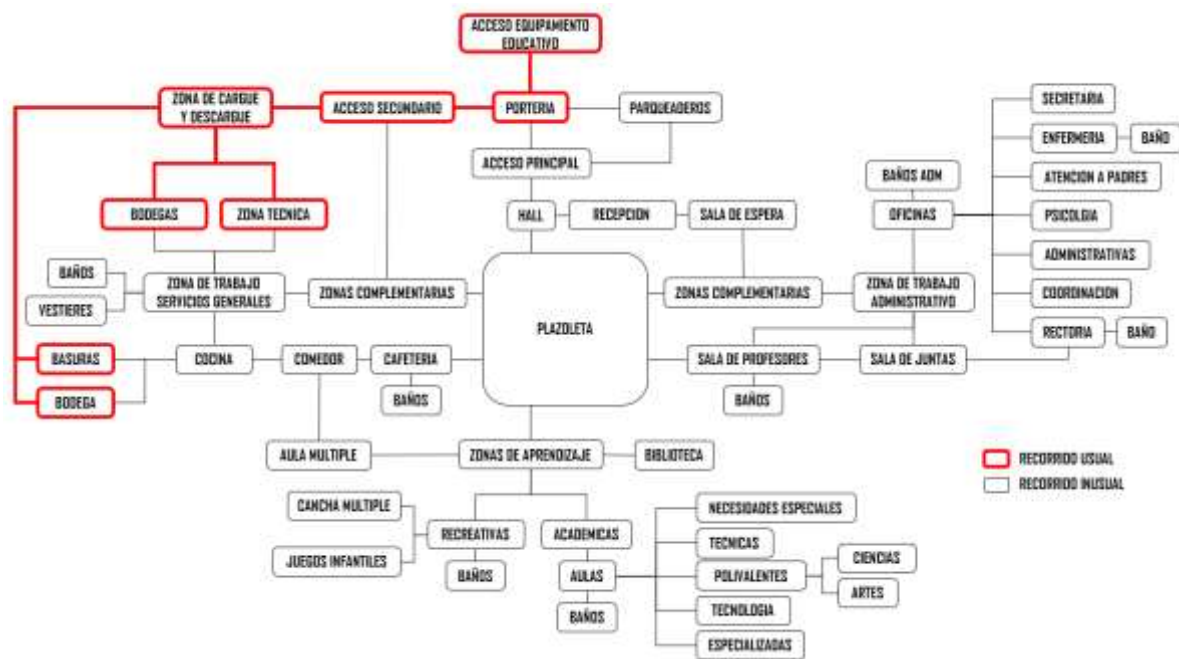 ACCESO EQUIPAMIENTO
EDUCATIVO
ZONA DE CARGUE
Y DESCARGUE
ACCESO SECUNDARIO
PORTERIA
PARQUEADEROS
SECRETARIA
ENFERMERIA
BAÑO
ACCESO PRINCIPAL
BAÑOS ADM
ATENCION A PADRES
BODEGAS
ZONA TECNICA
HALL
RECEPCION
SALA DE ESPERA
OFICINAS
PSICOLGIA
ADMINISTRATIVAS
BAÑOS
VESTIERES
ZONA DE TRABAJO
SERVICIOS GENERALES
ZONAS COMPLEMENTARIAS
PLAZOLETA
ZONAS COMPLEMENTARIAS
ZONA DE TRABAJO
ADMINISTRATIVO
COORDINACION
RECTORIA
BAÑO
BASURAS
COCINA
COMEDOR
CAFETERIA
SALA DE PROFESORES
SALA DE JUNTAS
BODEGA
BAÑOS
BAÑOS
AULA MULTIPLE
ZONAS DE APRENDIZAJE
BIBLIOTECA
RECORRIDO USUAL
RECORRIDO INUSUAL
CANCHA MULTIPLE
JUEGOS INFANTILES
RECREATIVAS
BAÑOS
ACADEMICAS
AULAS
BAÑOS
NECESIDADES ESPECIALES
TECNICAS
POLIVALENTES
CIENCIAS
ARTES
TECNOLOGIA
ESPECIALIZADAS